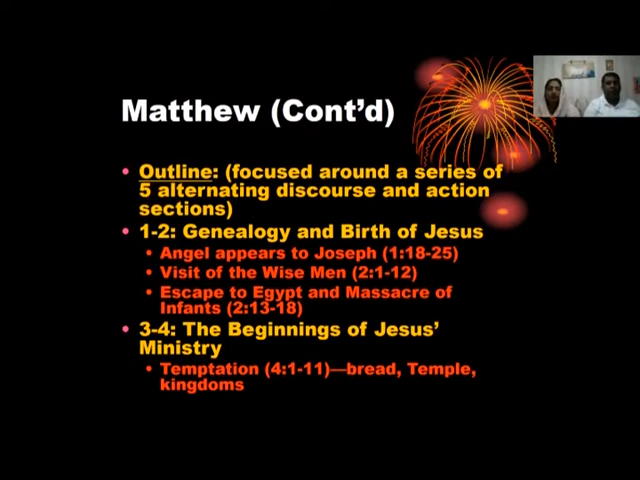 Matthew (Cont’d)
• Outline: (focused around a series of
5 alternating discourse and action
sections)
• 1-2: Genealogy and Birth of Jesus
• Angel appears to Joseph (1:18-25)
• Visit of the Wise Men (2:1-12)
• Escape to Egypt and Massacre of
Infants (2:13-18)
• 3-4: The Beginnings of Jesus’
Ministry
• Temptation (4:1-11)—bread, Temple,
kingdoms